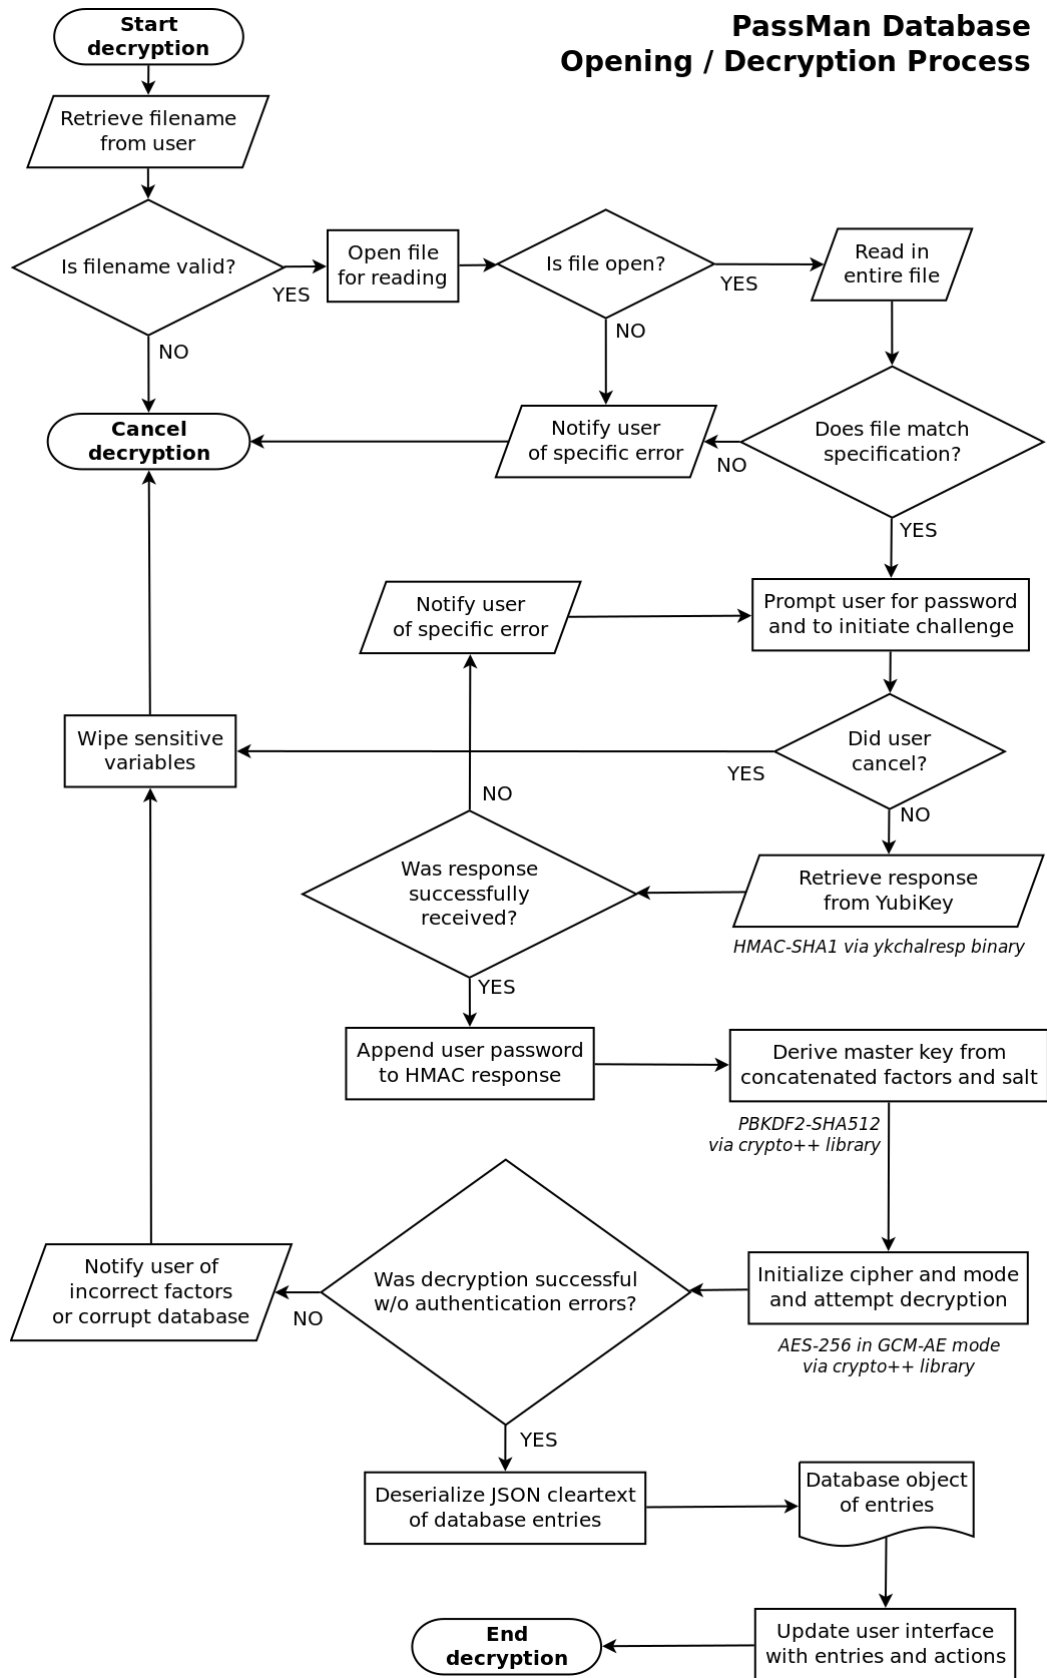 PassMan Database
Opening / Decryption Process
Start
decryption
Retrieve filename
from user
Is filename valid?
YES
NO
Open file
for reading
Is file open?
YES
NO
Read in
entire file
Cancel
decryption
Notify user
of specific error
NO
Does file match
specification?
YES
Notify user
of specific error
Prompt user for password
and to initiate challenge
Wipe sensitive
variables
Did user
cancel?
YES
NO
NO
Was response
successfully
received?
YES
Retrieve response
from YubiKey
HMAC-SHA1 via ykchalresp binary
Append user password
to HMAC response
Derive master key from
concatenated factors and salt
PBKDF2-SHA512
via crypto++ library
Notify user of
incorrect factors
or corrupt database
NO
Was decryption successful
w/o authentication errors?
YES
Initialize cipher and mode
and attempt decryption
AES-256 in GCM-AE mode
via crypto++ library
Deserialize JSON cleartext
of database entries
Database object
of entries
End
decryption
Update user interface
with entries and actions